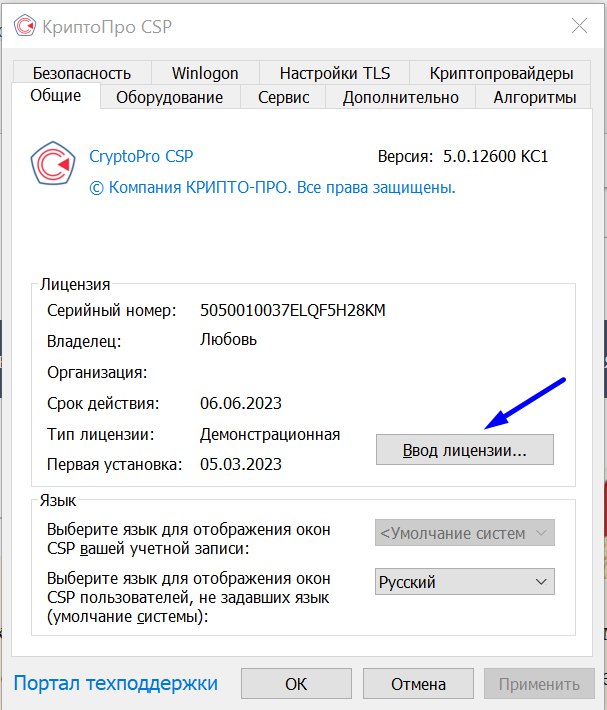 КриптоПро CSP
Безопасность Winlogon Настройки TLS Криптопровайдеры
Общие Оборудование Сервис Дополнительно Алгоритмы
CryptoPro CSP Версия: 5.0.12600 КС1
© Компания КРИПТО-ПРО. Все права защищены.
Лицензия
Серийный номер: 5050010037ELQF5H28KM
Владелец: Любовь
Организация:
Срок действия: 06.06.2023
Тип лицензии: Демонстрационная
Ввод лицензии...
Первая установка: 05.03.2023
Язык
Выберите язык для отображения окон
CSP вашей учетной записи:
<Умолчание систем
Выберите язык для отображения окон
CSP пользователей, не задавших язык
(умолчание системы):
Русский
Портал техподдержки ОК Отмена Применить